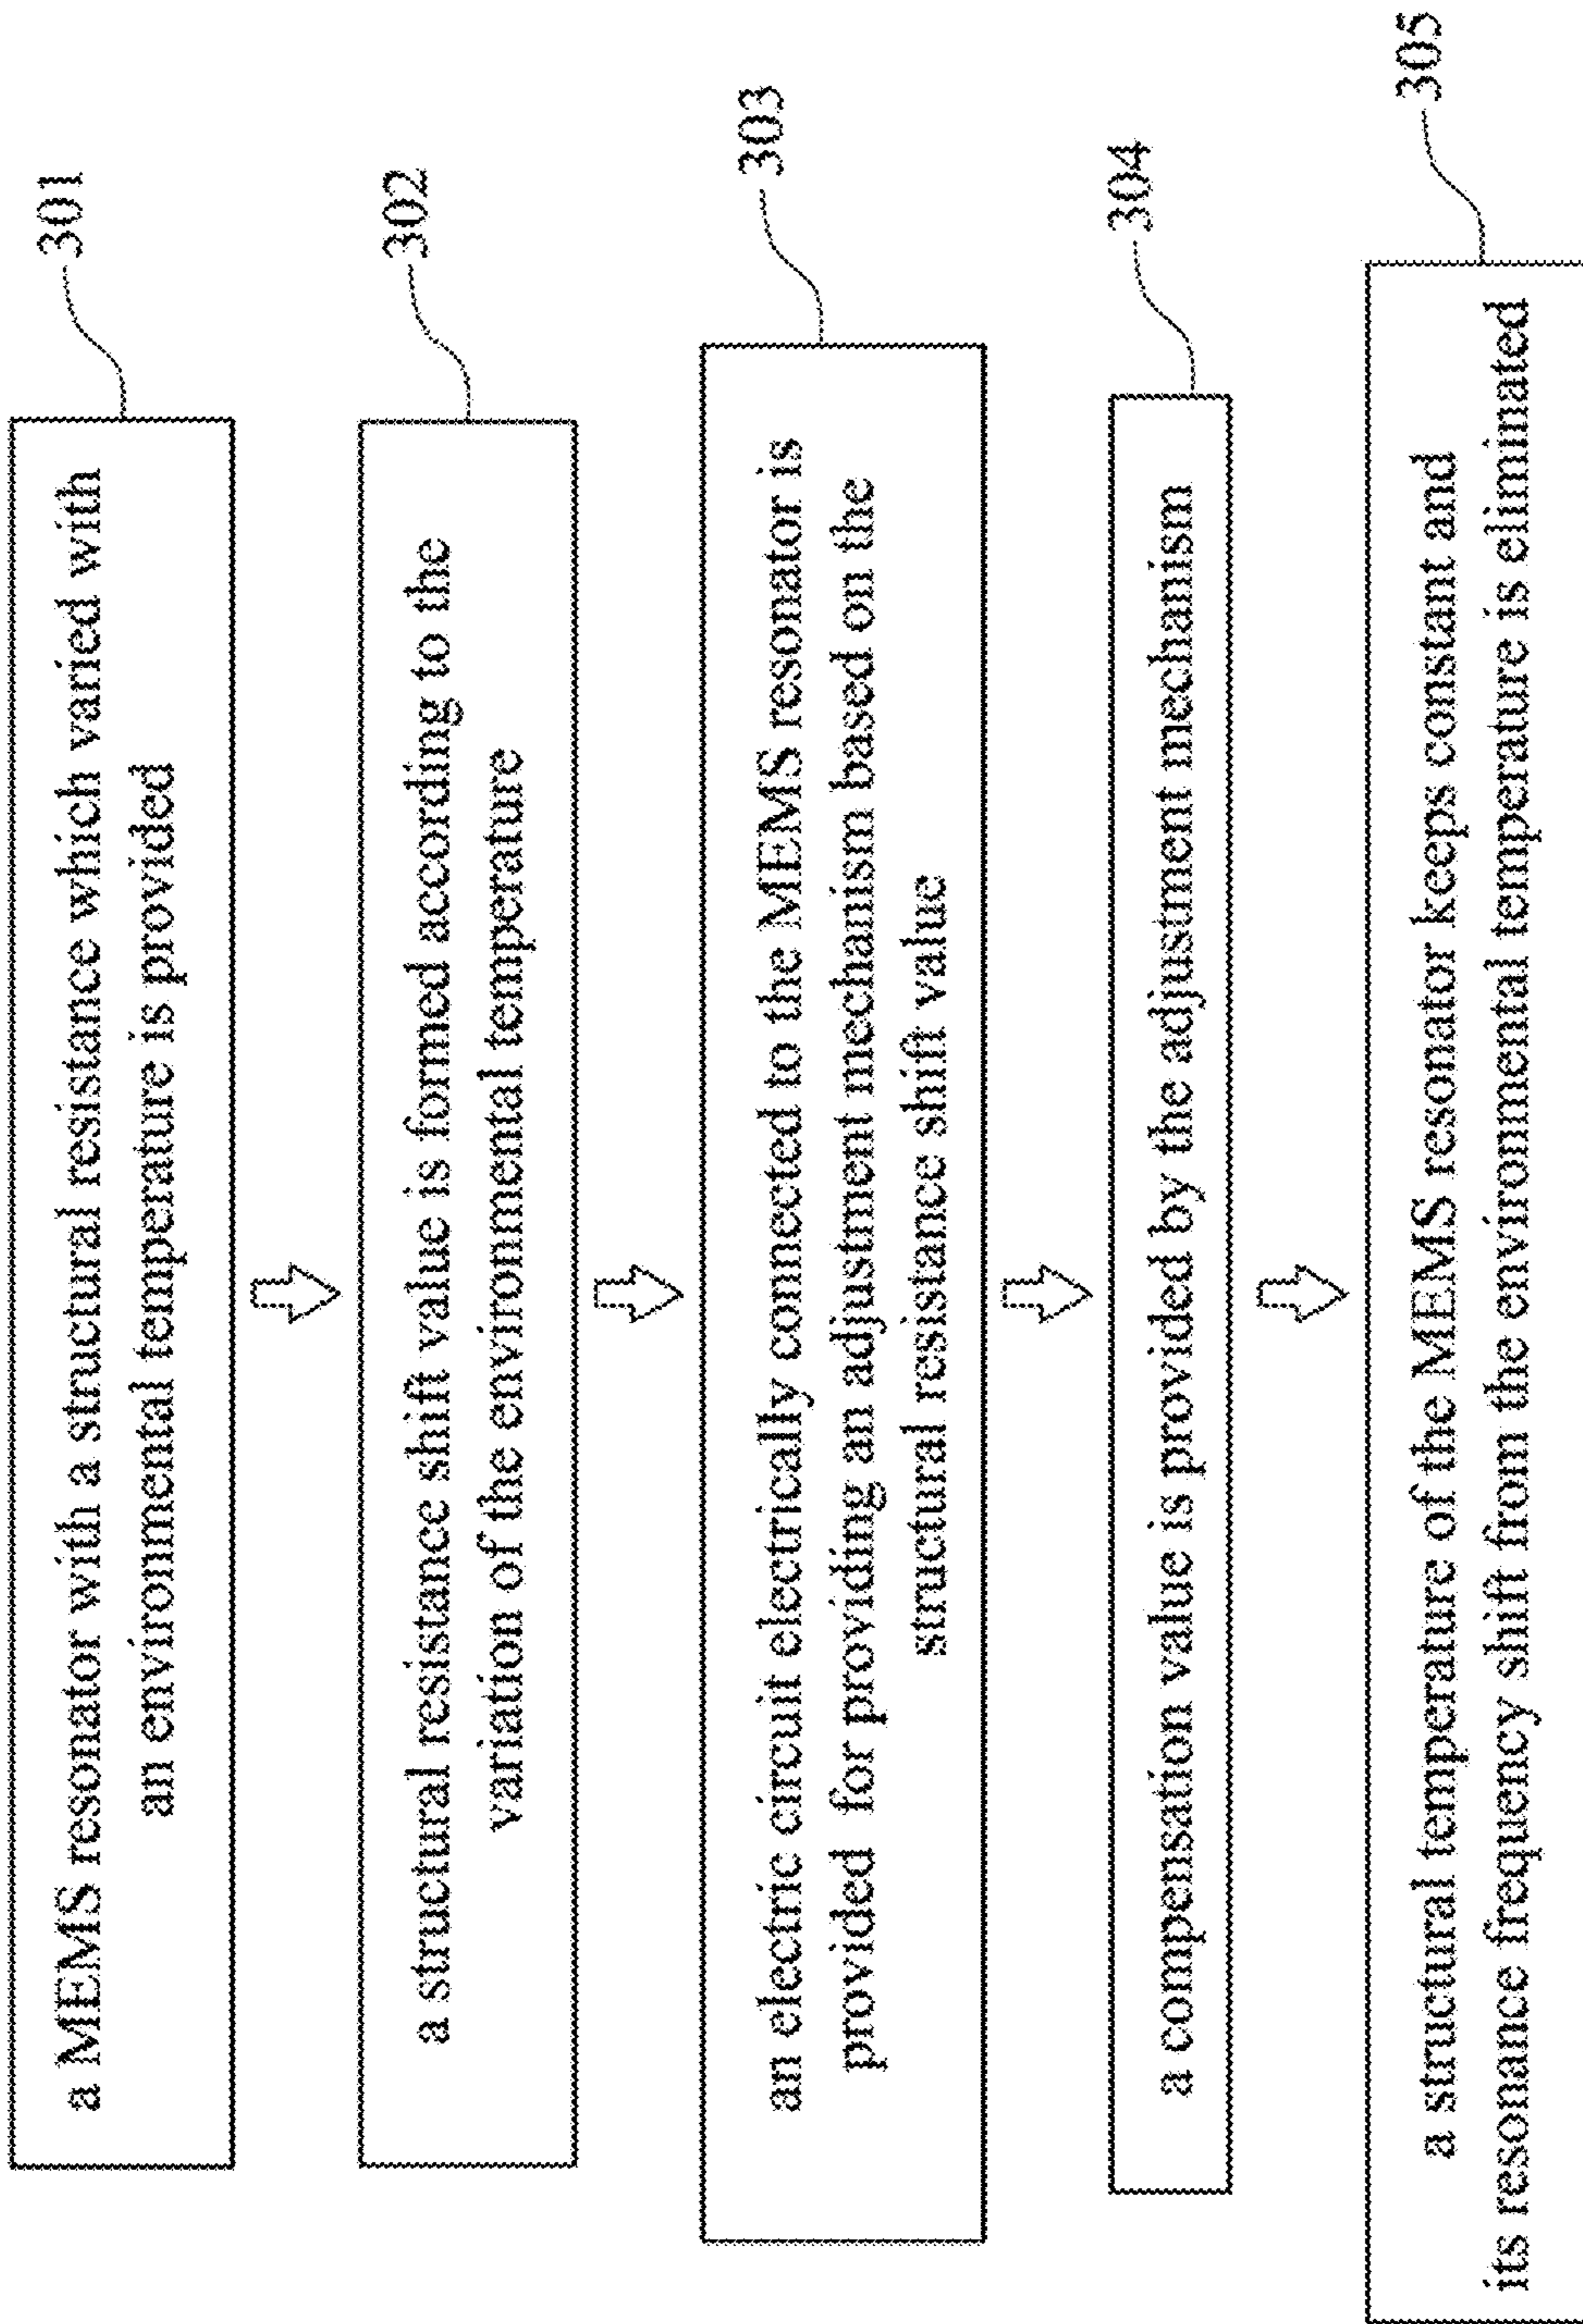 a MEMS resonator with a structural resistance which varied with
an environmental temperature is provided
301
a structural resistance shift value is formed according to the
variation of the environmental temperature
302
an electric circuit electrically connected to the MEMS resonator is
provided for providing an adjustment mechanism based on the
structural resistance shift value
303
a compensation value is provided by the adjustment mechanism
304
a structural temperature of the MEMS resonator keeps constant and
its resonance frequency shift from the environmental temperature is eliminated
305